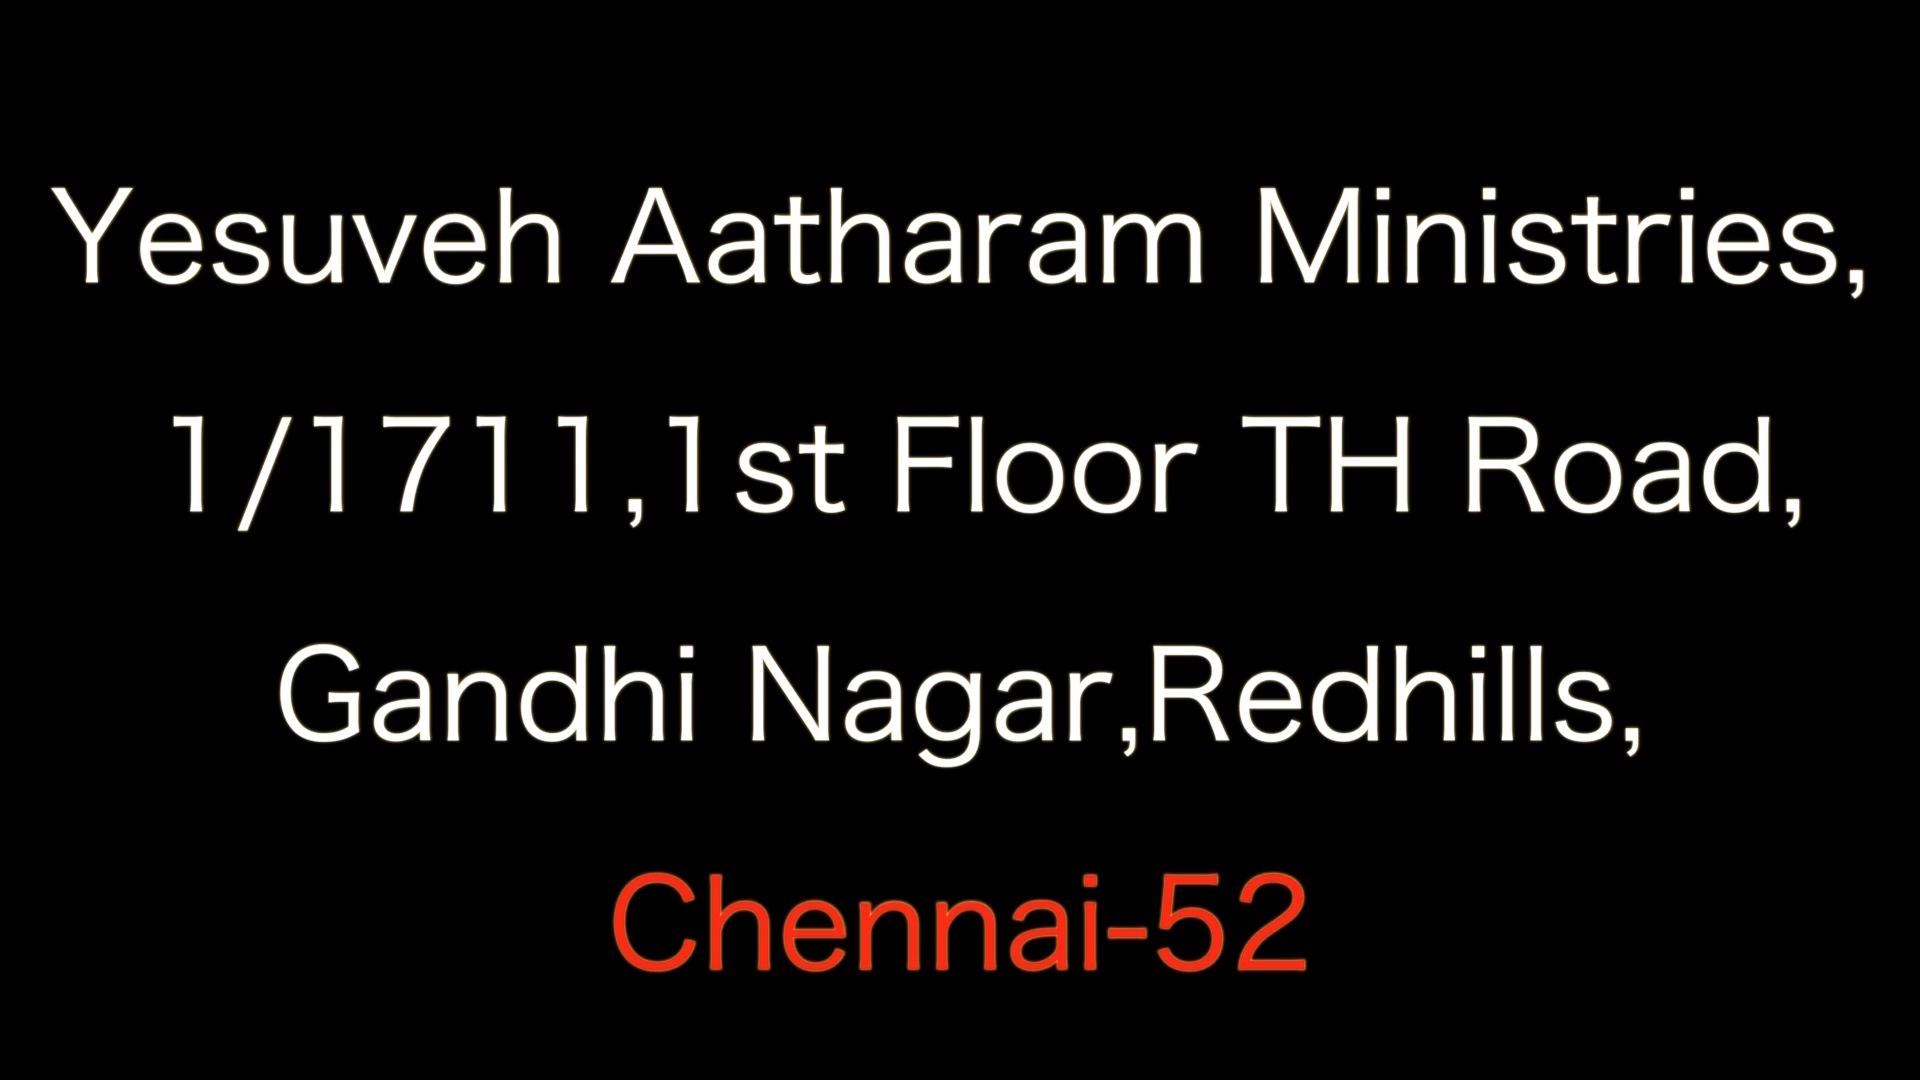 Yesuveh Aatharam Ministries,
1/1711,1st Floor TH Road,
Gandhi Nagar,Redhills,
Chennai-52